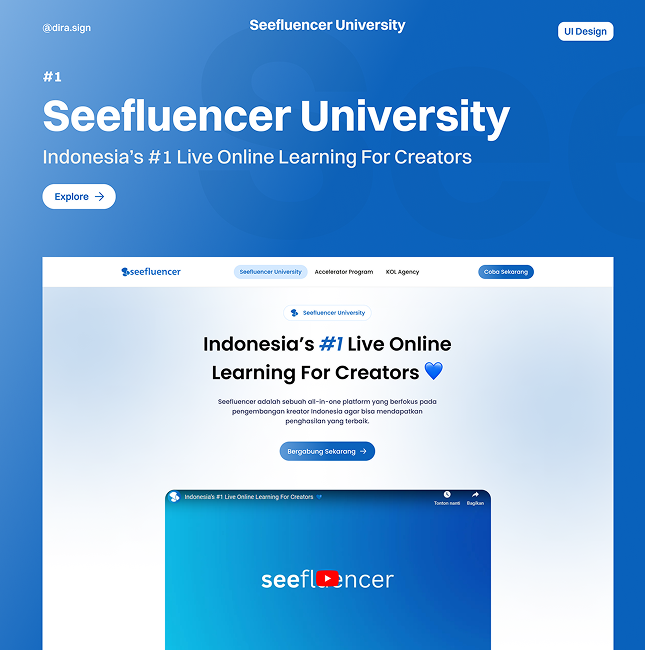 @dira.sign
Seefluencer University
UI Design
#1
Seefluencer University
Indonesia's #1 Live Online Learning For Creators
Explore →
seefluencer
Seefluencer University
Accelerator Program
KOL Agency
Coba Sekarang
Seefluencer University
Indonesia's #1 Live Online
Learning For Creators 💙
Seefluencer adalah sebuah all-in-one platform yang berfokus pada
pengembangan kreator Indonesia agar bisa mendapatkan
penghasilan yang terbaik.
Bergabung Sekarang →
Indonesia's #1 Live Online Learning For Creators 💙
Tonton nanti
Bagikan
seefluencer